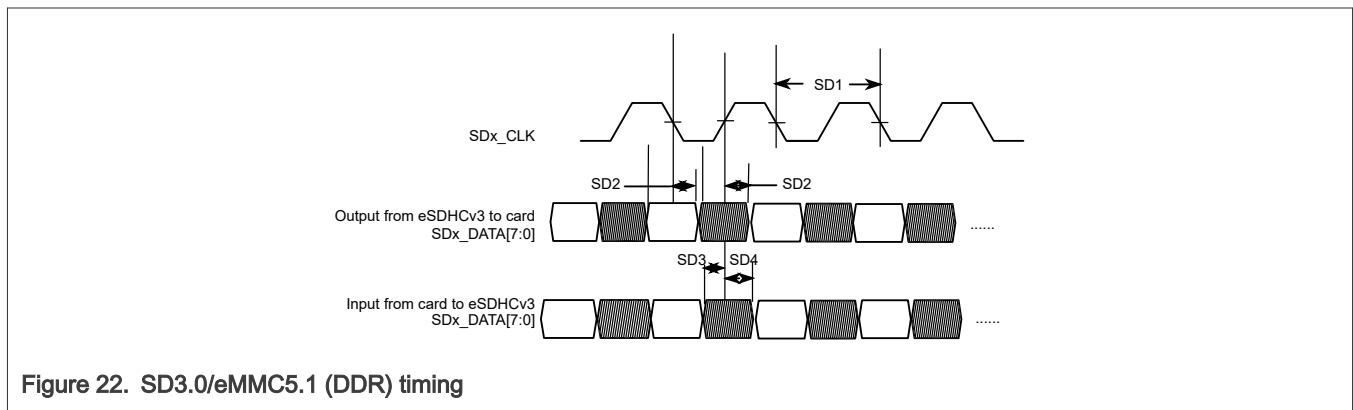 SD1
SDx_CLK
SD2
SD2
Output from eSDHCv3 to card
SDx_DATA[7:0]
......
SD3
SD4
Input from card to eSDHCv3
SDx_DATA[7:0]
......
Figure 22. SD3.0/eMMC5.1 (DDR) timing